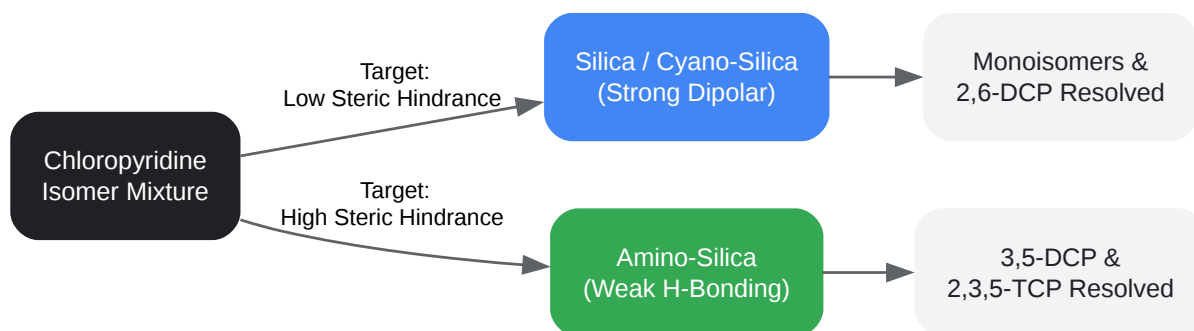 Chloropyridine
Isomer Mixture
Target:
Low Steric Hindrance
Silica / Cyano-Silica
(Strong Dipolar)
Monoisomers &
2,6-DCP Resolved
Target:
High Steric Hindrance
Amino-Silica
(Weak H-Bonding)
3,5-DCP &
2,3,5-TCP Resolved